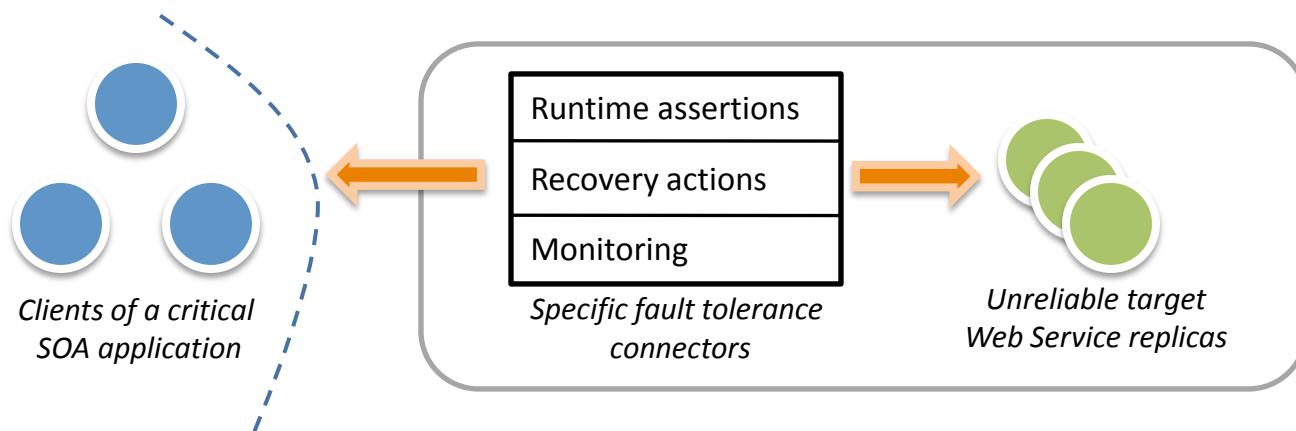 Runtime assertions
Recovery actions
Monitoring
Clients of a critical
SOA application
Specific fault tolerance
connectors
Unreliable target
Web Service replicas